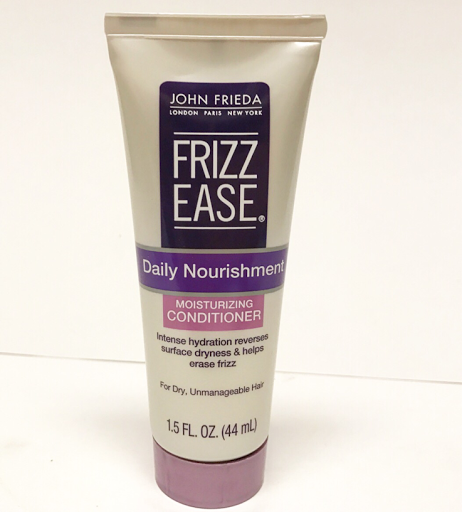 JOHN FRIEDA
LONDON PARIS NEW YORK
FRIZZ
EASE®
Daily Nourishment
MOISTURIZING
CONDITIONER
Intense hydration reverses
surface dryness & helps
erase frizz
For Dry, Unmanageable Hair
1.5 FL. OZ. (44 mL)